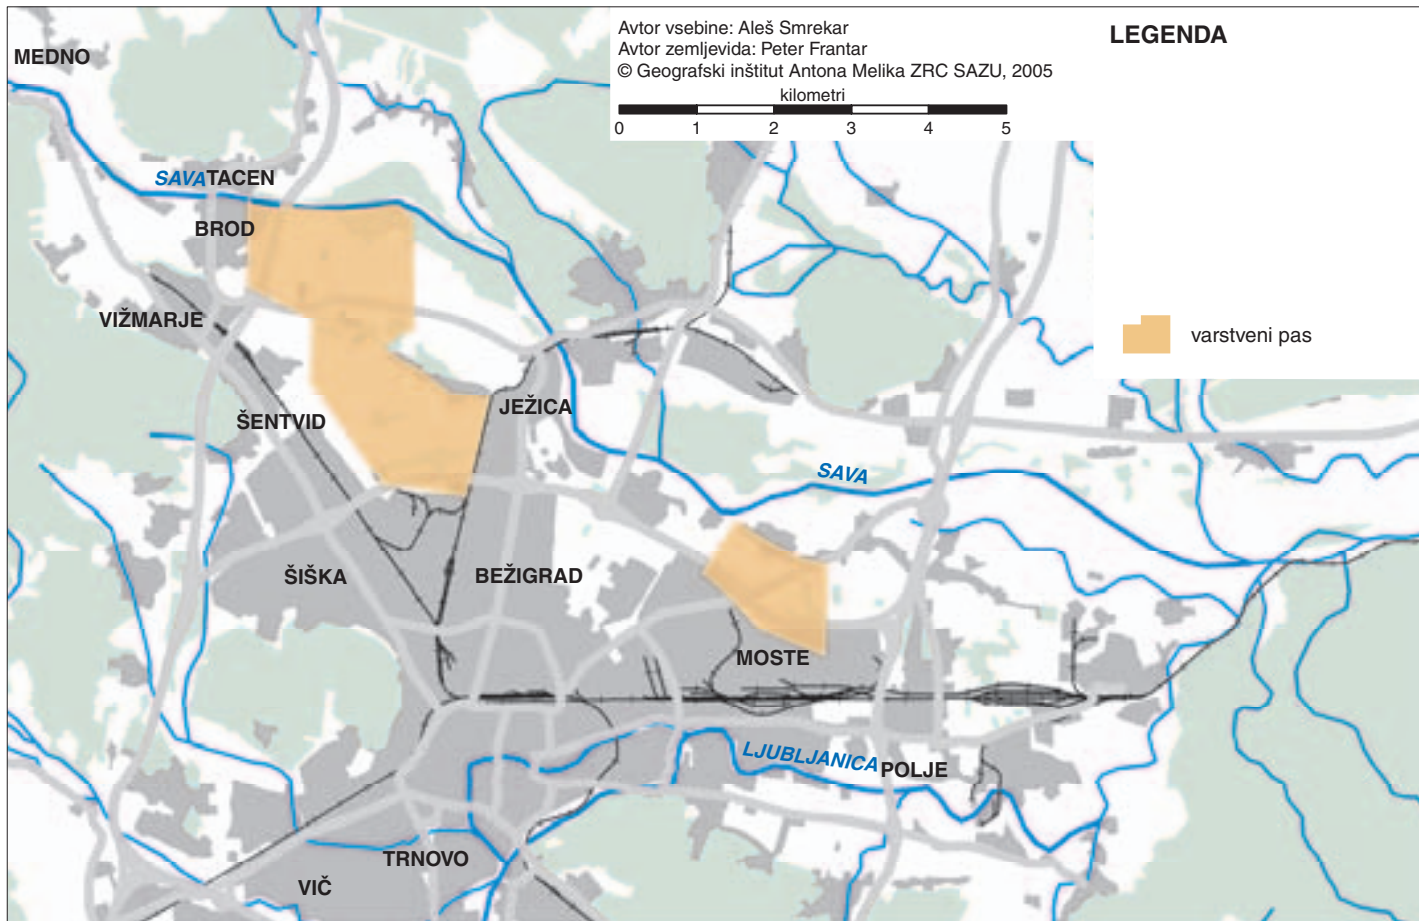 Avtor vsebine: Aleš Smrekar
Avtor zemljevida: Peter Frantar
© Geografski inštitut Antona Melika ZRC SAZU, 2005
kilometri
0 1 2 3 4 5
LEGENDA
varstveni pas
MEDNO
SAVA TACEN
BROD
VIŽMARJE
ŠENTVID
JEŽICA
SAVA
ŠIŠKA
BEŽIGRAD
MOSTE
LJUBLJANICA
POLJE
TRNOVO
VIČ